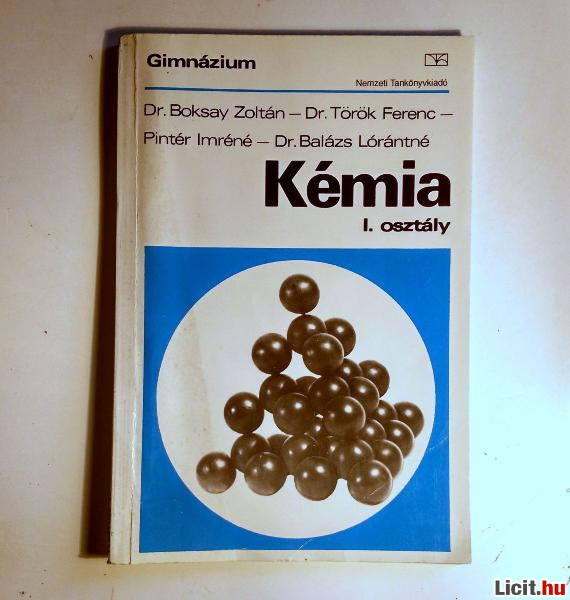 Gimnázium
Nemzeti Tankönyvkiadó
Dr. Boksay Zoltán – Dr. Török Ferenc –
Pintér Imréné – Dr. Balázs Lórántné
Kémia
I. osztály
Licit.hu